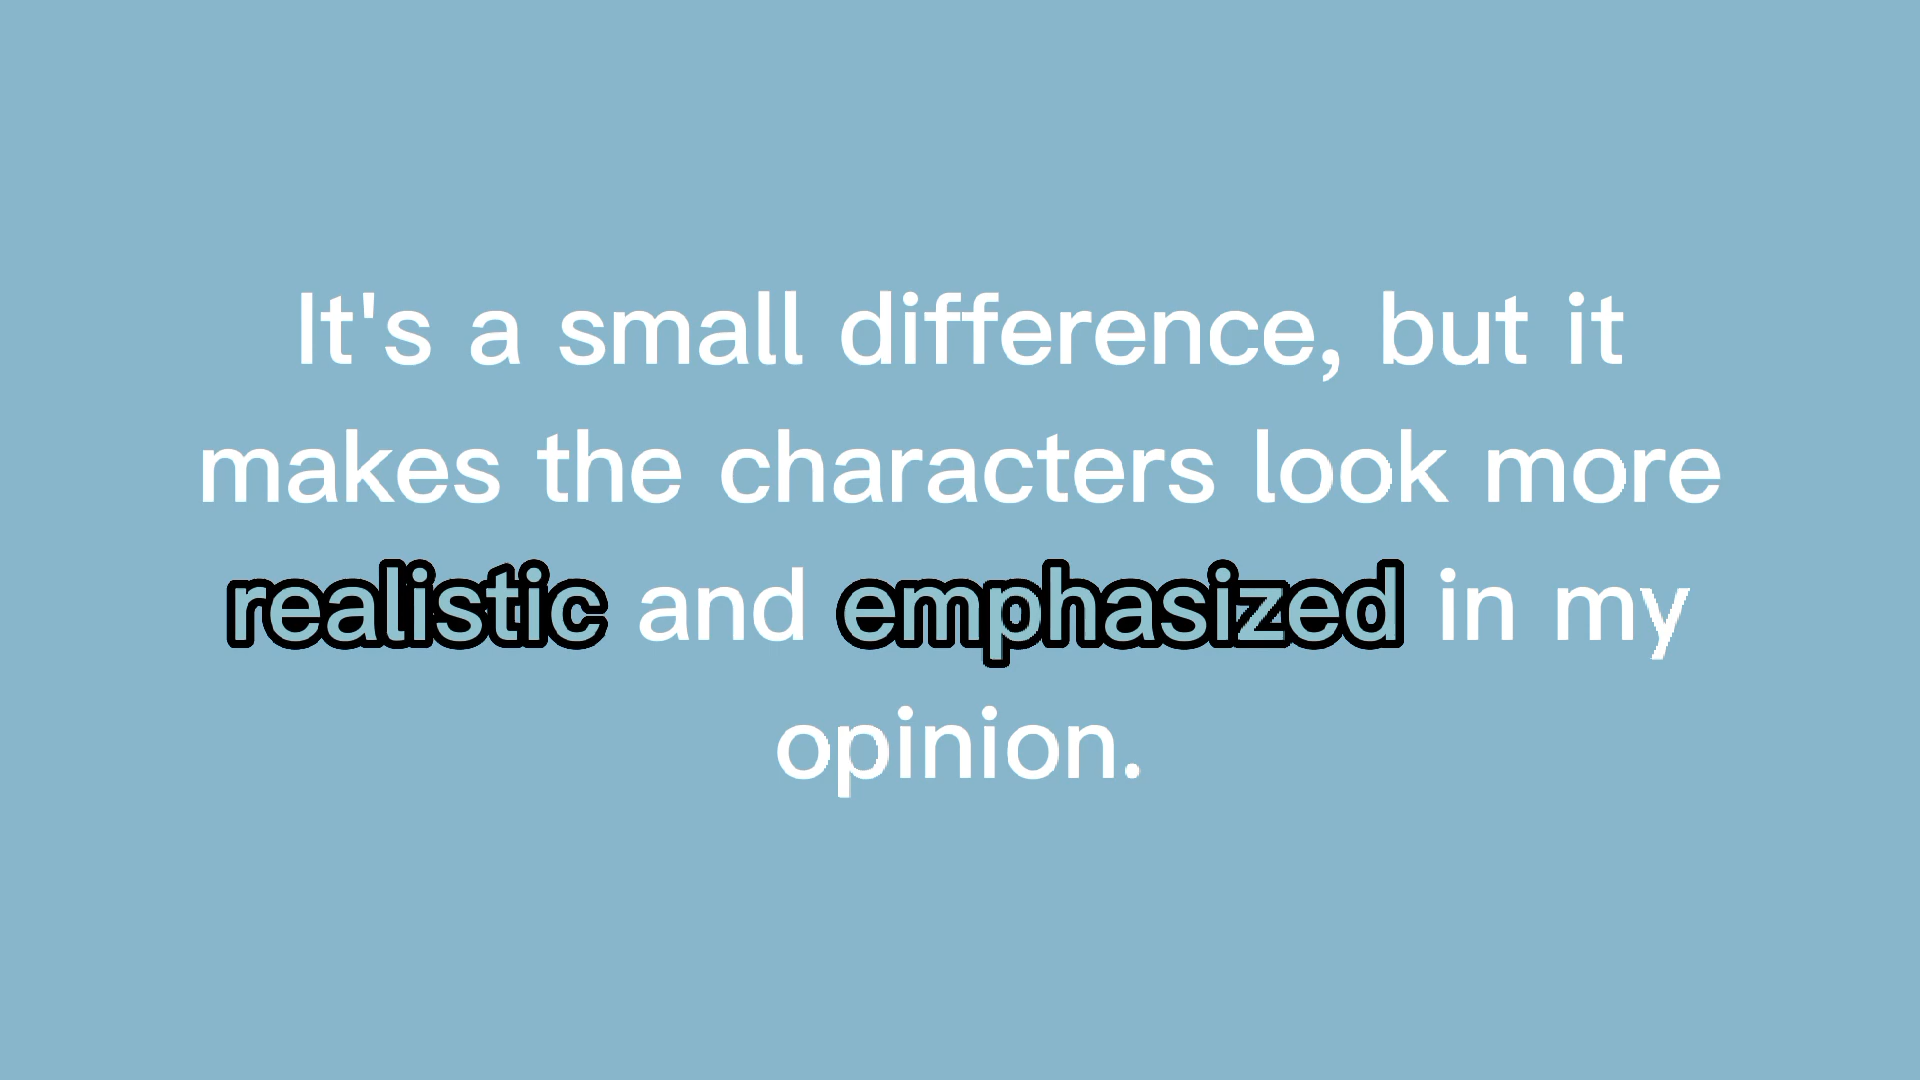 It's a small difference, but it
makes the characters look more
realistic and emphasized in my
opinion.